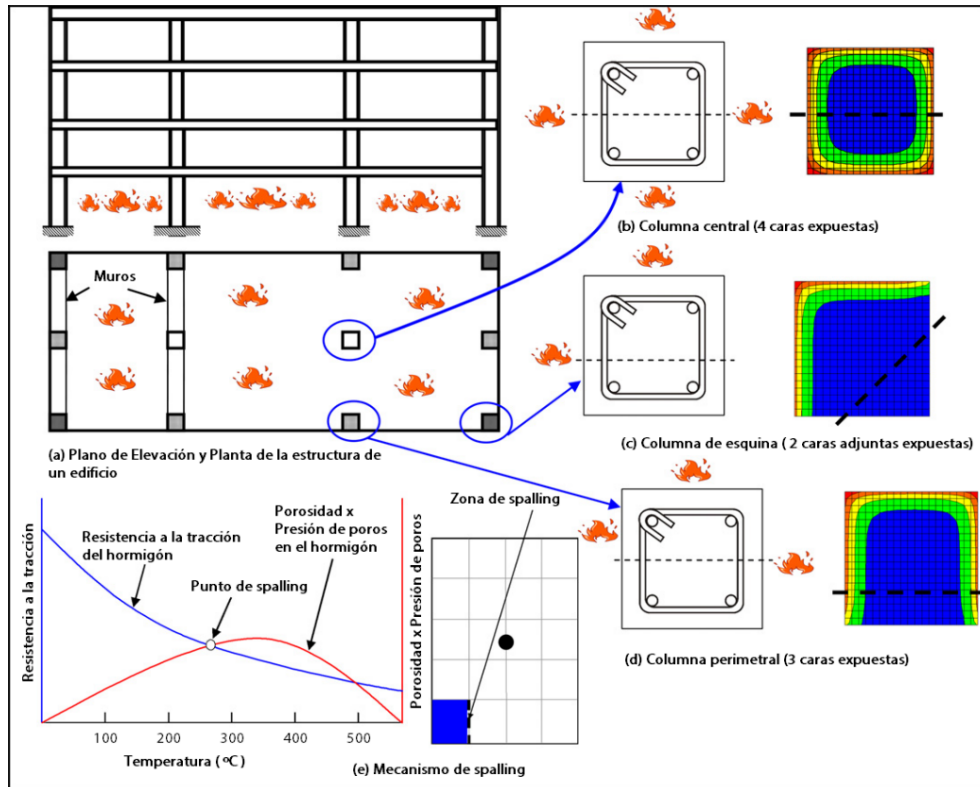 (b) Columna central (4 caras expuestas)
Muros
(a) Plano de Elevación y Planta de la estructura de
un edificio
(c) Columna de esquina ( 2 caras adjuntas expuestas)
Resistencia a la tracción
Resistencia a la tracción
del hormigón
Porosidad x
Presión de poros
en el hormigón
Punto de spalling
100
200
300
400
500
Temperatura ( ºC)
Porosidad x Presión de poros
Zona de spalling
(d) Columna perimetral (3 caras expuestas)
(e) Mecanismo de spalling